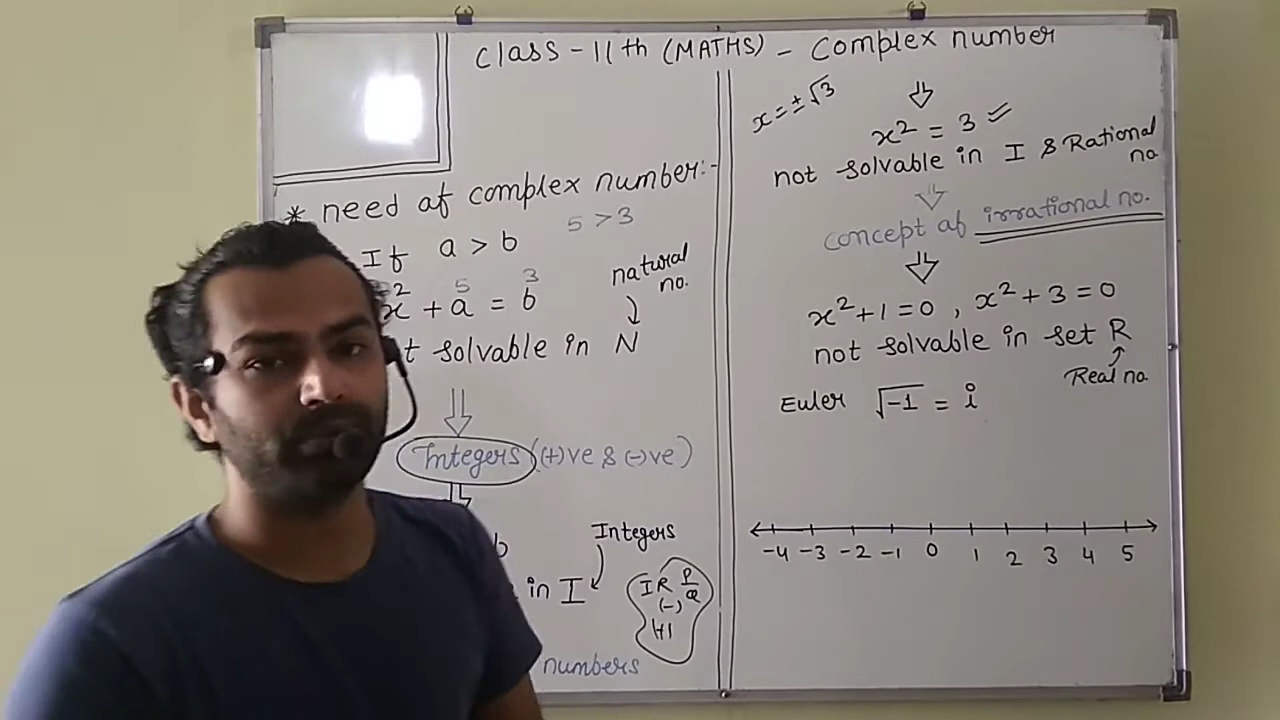 Class - 11th (MATHS) - Complex number
* need of complex number:-
5 > 3
If a > b
2 5 3
x + a = b
natural no.
t solvable in N
Integers (+)ve & (-)ve)
b
Integers
in I
IR P/Q
(-)
numbers
x = ± √3
x² = 3
not solvable in I & Rational no.
concept of irrational no.
x² + 1 = 0 , x² + 3 = 0
not solvable in set R
Real no.
Euler √-1 = i
-4 -3 -2 -1 0 1 2 3 4 5